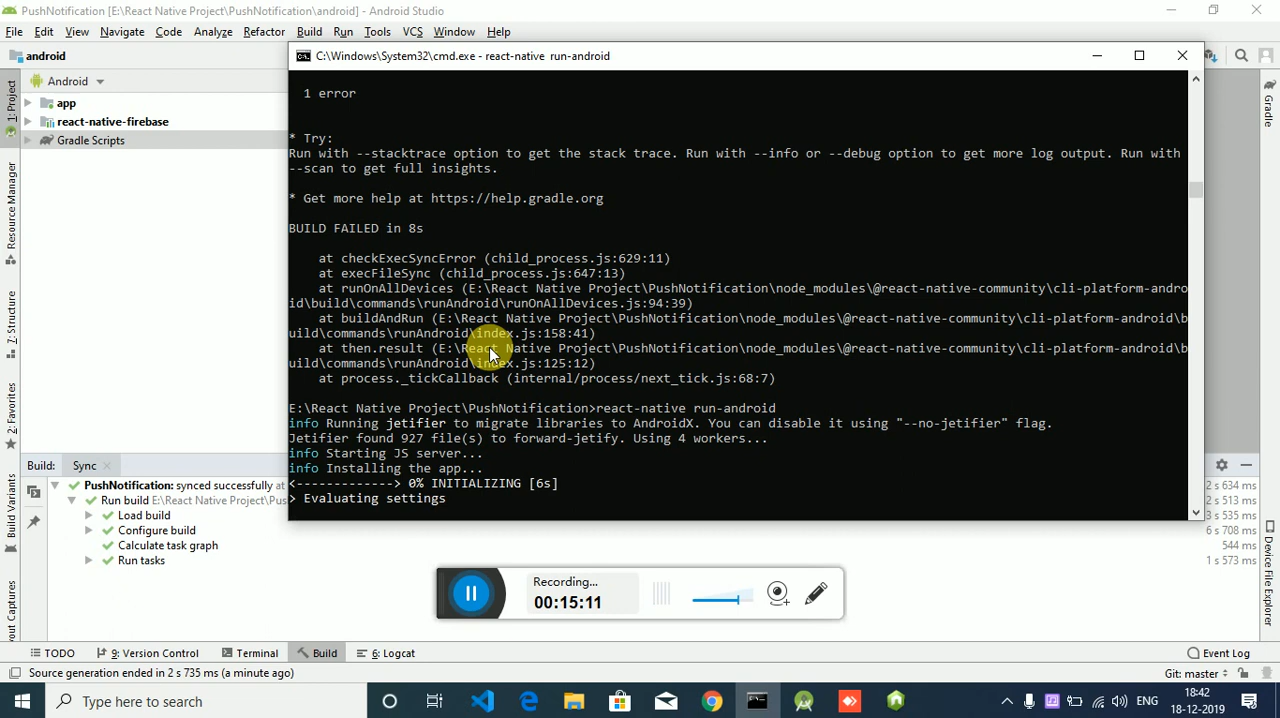 PushNotification [E:\React Native Project\PushNotification\android] - Android Studio
File Edit View Navigate Code Analyze Refactor Build Run Tools VCS Window Help
android
C:\Windows\System32\cmd.exe - react-native  run-android
Android
1: Project
app
react-native-firebase
Gradle Scripts
Resource Manager
Z: Structure
2: Favorites
Build Variants
Gradle
Device File Explorer
1 error
* Try:
Run with --stacktrace option to get the stack trace. Run with --info or --debug option to get more log output. Run with
--scan to get full insights.
* Get more help at https://help.gradle.org
BUILD FAILED in 8s
at checkExecSyncError (child_process.js:629:11)
at execFileSync (child_process.js:647:13)
at runOnAllDevices (E:\React Native Project\PushNotification\node_modules\@react-native-community\cli-platform-andro
id\build\commands\runAndroid\runOnAllDevices.js:94:39)
at buildAndRun (E:\React Native Project\PushNotification\node_modules\@react-native-community\cli-platform-android\b
uild\commands\runAndroid\index.js:158:41)
at then.result (E:\React Native Project\PushNotification\node_modules\@react-native-community\cli-platform-android\b
uild\commands\runAndroid\index.js:125:12)
at process._tickCallback (internal/process/next_tick.js:68:7)
E:\React Native Project\PushNotification>react-native run-android
info Running jetifier to migrate libraries to AndroidX. You can disable it using "--no-jetifier" flag.
Jetifier found 927 file(s) to forward-jetify. Using 4 workers...
info Starting JS server...
info Installing the app...
<-------------> 0% INITIALIZING [6s]
> Evaluating settings
Build: Sync
PushNotification: synced successfully
Run build E:\React Native Project\Pus
Load build
Configure build
Calculate task graph
Run tasks
2 s 634 ms
2 s 513 ms
3 s 535 ms
6 s 708 ms
544 ms
1 s 573 ms
Recording...
00:15:11
TODO 9: Version Control Terminal Build 6: Logcat Event Log
Source generation ended in 2 s 735 ms (a minute ago) Git: master
Type here to search
ENG
18:42
18-12-2019